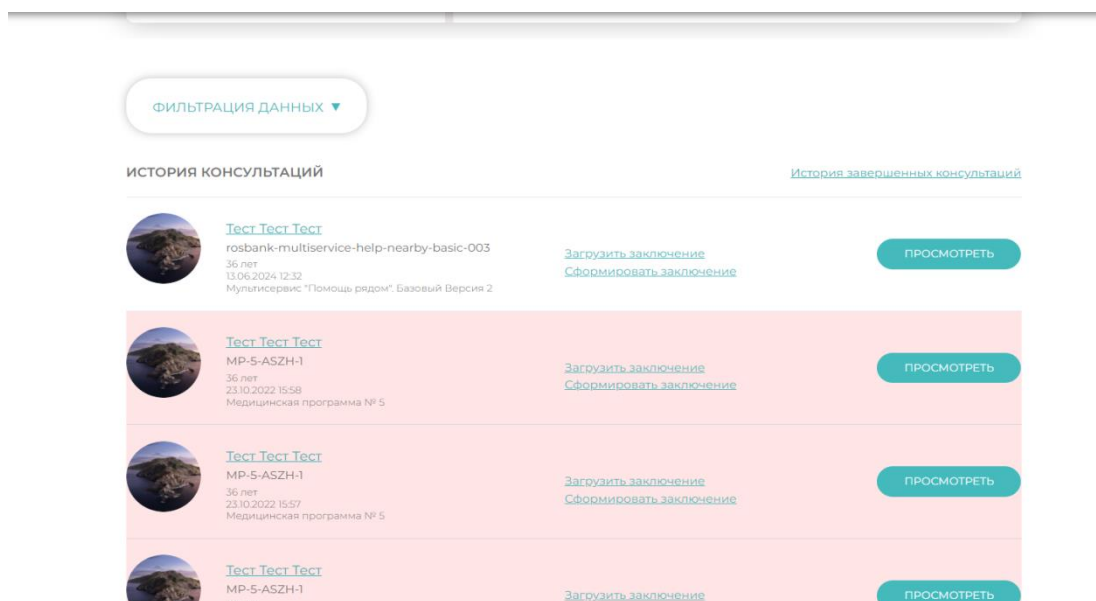 ФИЛЬТРАЦИЯ ДАННЫХ ▼
ИСТОРИЯ КОНСУЛЬТАЦИЙ
История завершенных консультаций
Тест Тест Тест
rosbank-multiservice-help-nearby-basic-003
36 лет
13.06.2024 12:32
Мультисервис "Помощь рядом". Базовый Версия 2
Загрузить заключение
Сформировать заключение
ПРОСМОТРЕТЬ
Тест Тест Тест
MP-5-ASZH-1
36 лет
23.10.2022 15:58
Медицинская программа № 5
Загрузить заключение
Сформировать заключение
ПРОСМОТРЕТЬ
Тест Тест Тест
MP-5-ASZH-1
36 лет
23.10.2022 15:57
Медицинская программа № 5
Загрузить заключение
Сформировать заключение
ПРОСМОТРЕТЬ
Тест Тест Тест
MP-5-ASZH-1
Загрузить заключение
ПРОСМОТРЕТЬ